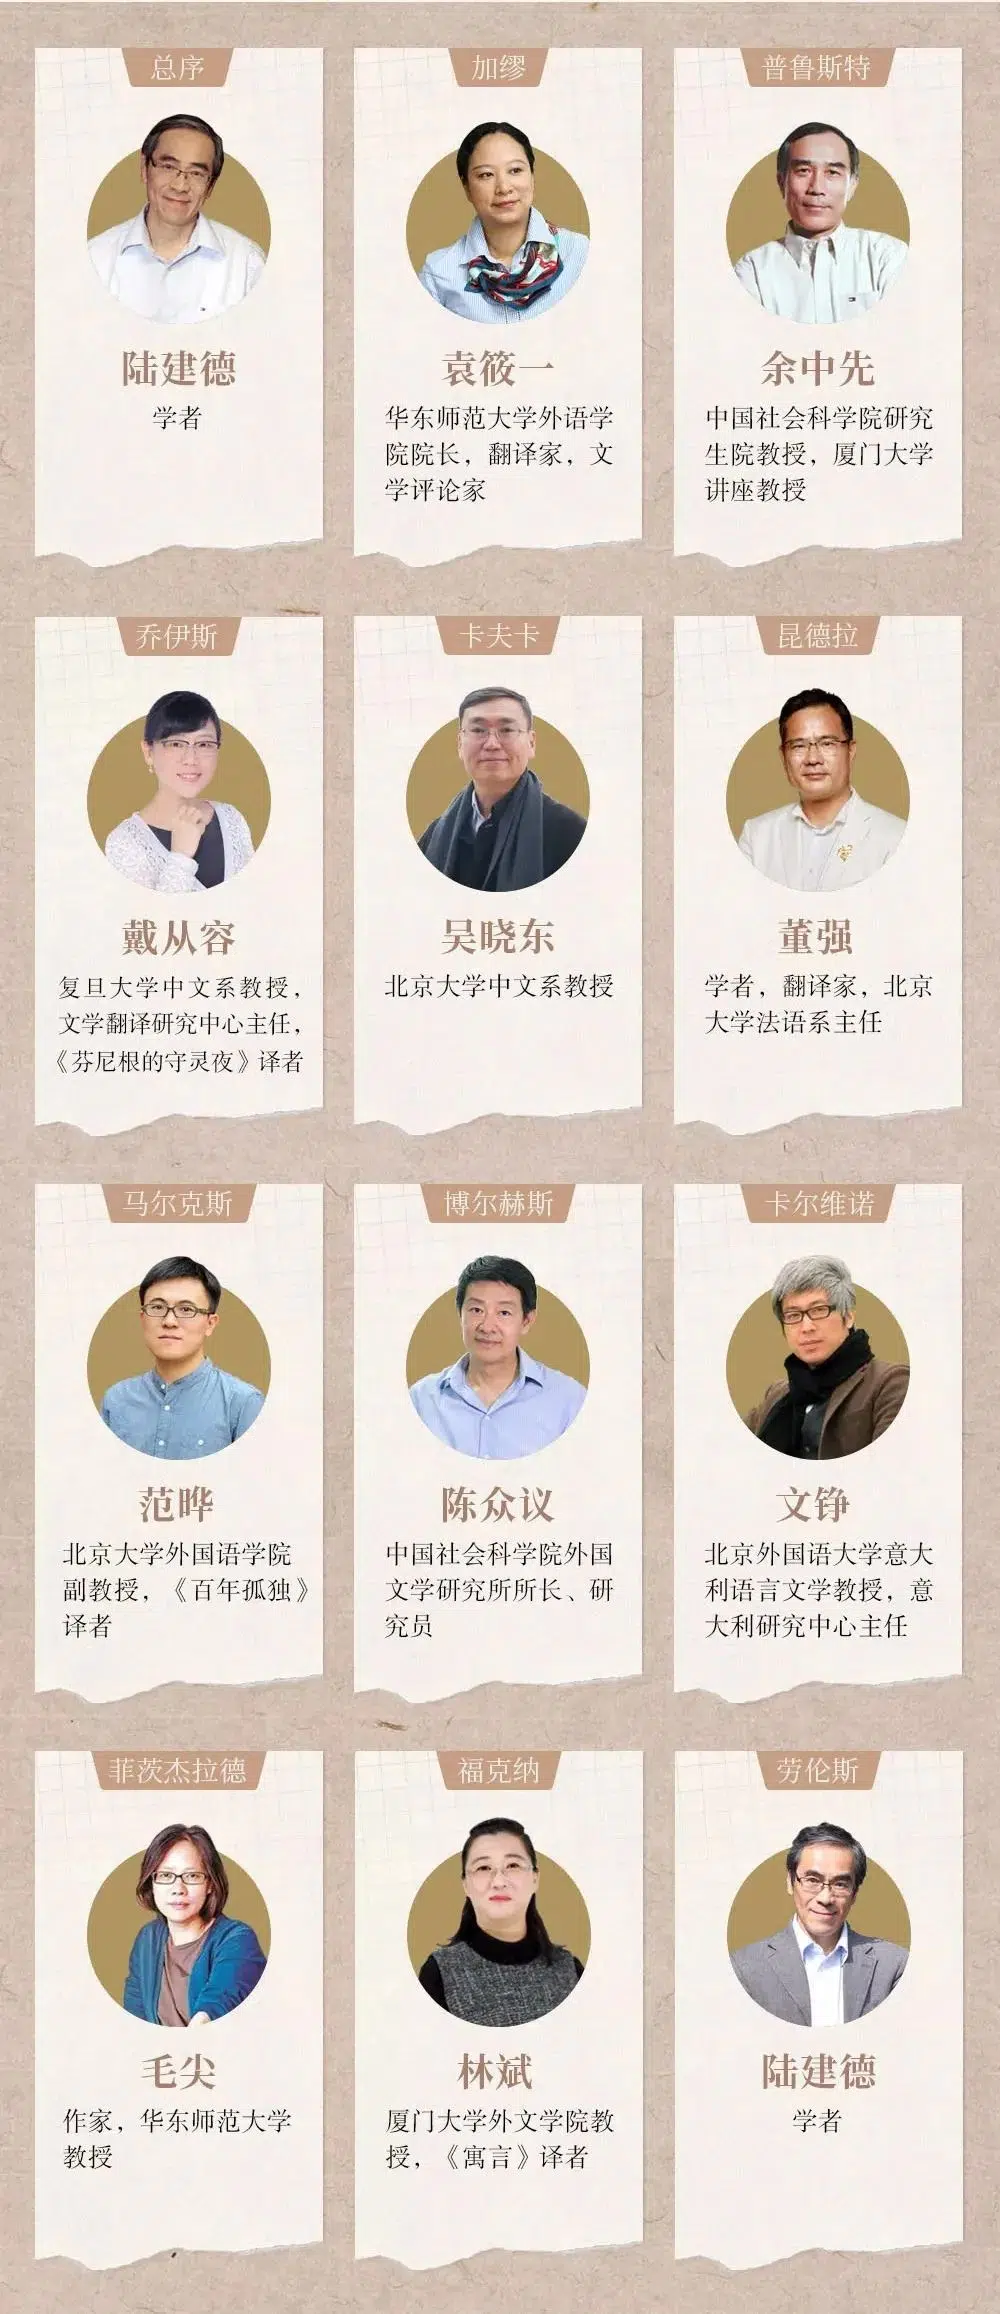 总序
陆建德
学者
加缪
袁筱一
华东师范大学外语学
院院长，翻译家，文
学评论家
普鲁斯特
余中先
中国社会科学院研究
生院教授，厦门大学
讲座教授
乔伊斯
戴从容
复旦大学中文系教授，
文学翻译研究中心主任，
《芬尼根的守灵夜》译者
卡夫卡
吴晓东
北京大学中文系教授
昆德拉
董强
学者，翻译家，北京
大学法语系主任
马尔克斯
范晔
北京大学外国语学院
副教授，《百年孤独》
译者
博尔赫斯
陈众议
中国社会科学院外国
文学研究所所长、研
究员
卡尔维诺
文铮
北京外国语大学意大
利语言文学教授，意
大利研究中心主任
菲茨杰拉德
毛尖
作家，华东师范大学
教授
福克纳
林斌
厦门大学外文学院教
授，《寓言》译者
劳伦斯
陆建德
学者